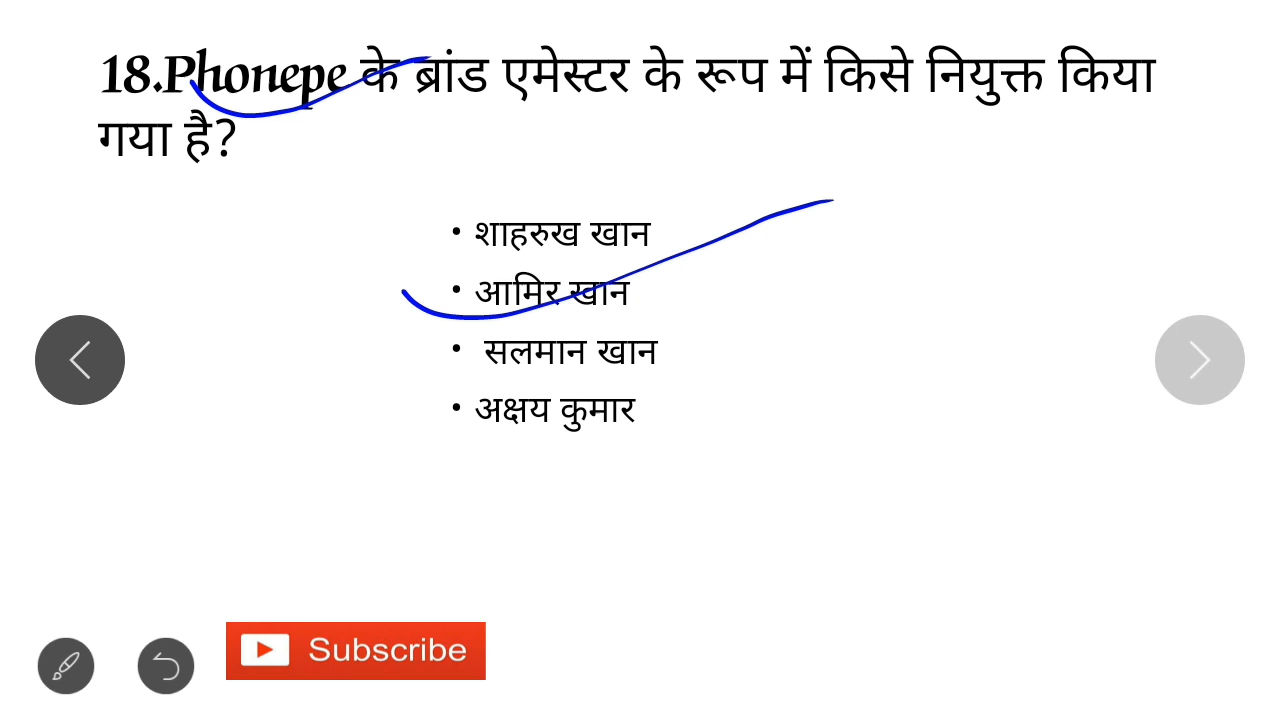 18.Phonepe के ब्रांड एमेस्टर के रूप में किसे नियुक्त किया
गया है?
• शाहरुख खान
• आमिर खान
• सलमान खान
• अक्षय कुमार
Subscribe